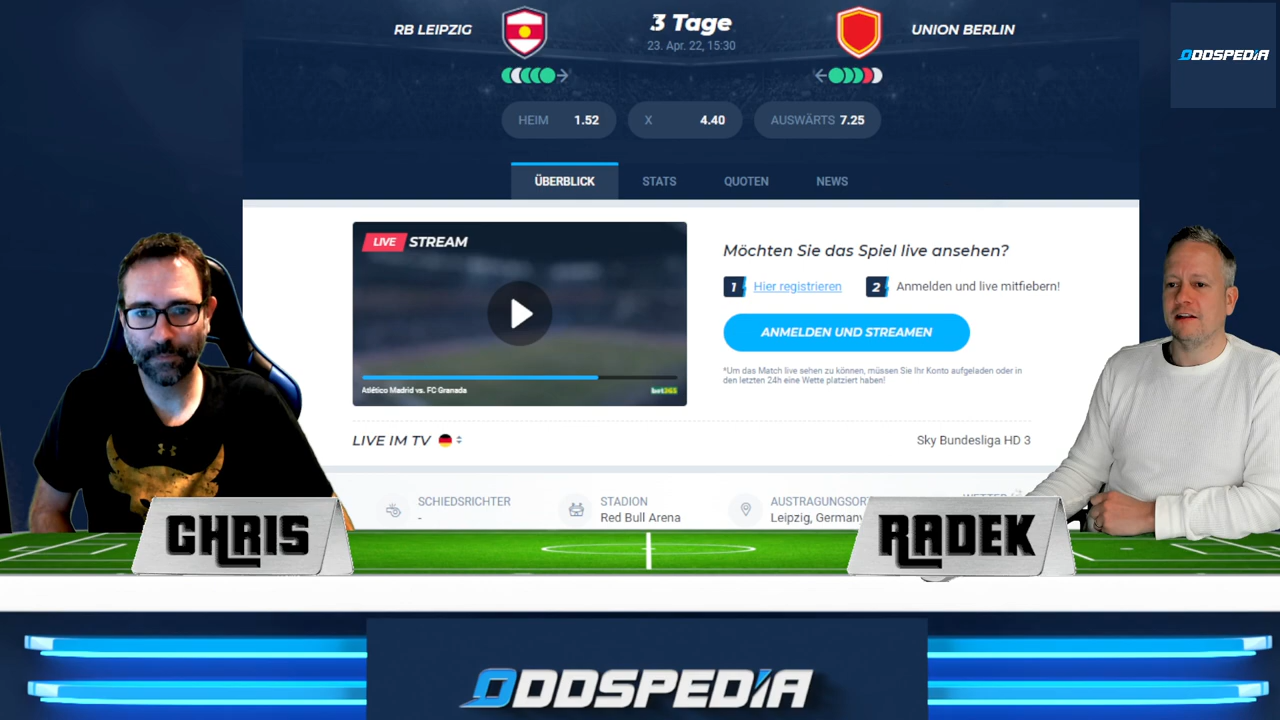 RB LEIPZIG
3 Tage
UNION BERLIN
23. Apr. 22, 15:30
ODDSPEDIA
HEIM 1.52
X 4.40
AUSWÄRTS 7.25
ÜBERBLICK
STATS
QUOTEN
NEWS
LIVE STREAM
Atlético Madrid vs. FC Granada
bet365
Möchten Sie das Spiel live ansehen?
1 Hier registrieren
2 Anmelden und live mitfiebern!
ANMELDEN UND STREAMEN
*Um das Match live sehen zu können, müssen Sie Ihr Konto aufgeladen oder in
den letzten 24h eine Wette platziert haben!
LIVE IM TV
Sky Bundesliga HD 3
SCHIEDSRICHTER
-
STADION
Red Bull Arena
AUSTRAGUNGSORT
Leipzig, Germany
WETTER
CHRIS
RADEK
ODDSPEDIA